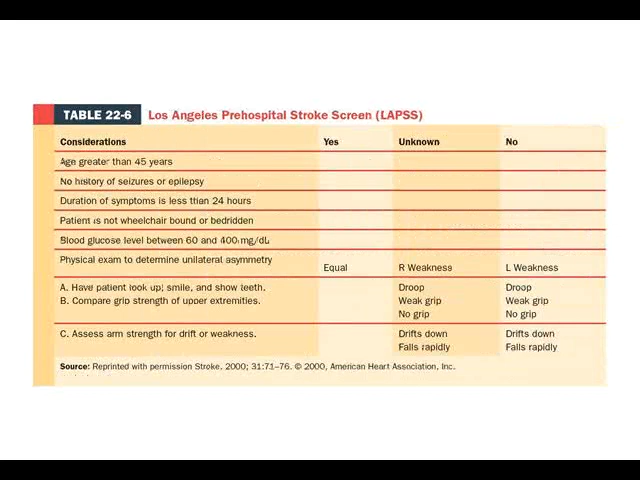 TABLE 22-6 Los Angeles Prehospital Stroke Screen (LAPSS)
Considerations Yes Unknown No
Age greater than 45 years
No history of seizures or epilepsy
Duration of symptoms is less than 24 hours
Patient is not wheelchair bound or bedridden
Blood glucose level between 60 and 400 mg/dL
Physical exam to determine unilateral asymmetry
Equal R Weakness L Weakness
A. Have patient look up, smile, and show teeth. Droop Droop
B. Compare grip strength of upper extremities. Weak grip Weak grip
No grip No grip
C. Assess arm strength for drift or weakness. Drifts down Drifts down
Falls rapidly Falls rapidly
Source: Reprinted with permission Stroke, 2000; 31:71–76. © 2000, American Heart Association, Inc.